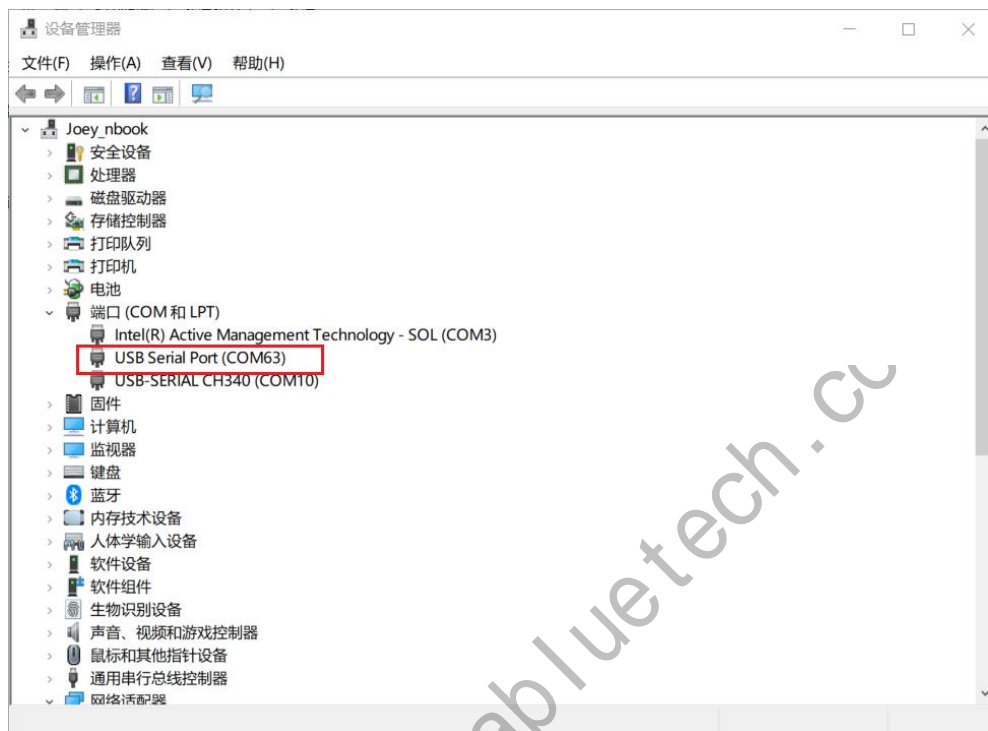 设备管理器
文件(F) 操作(A) 查看(V) 帮助(H)
Joey_nbook
安全设备
处理器
磁盘驱动器
存储控制器
打印队列
打印机
电池
端口 (COM 和 LPT)
Intel(R) Active Management Technology - SOL (COM3)
USB Serial Port (COM63)
USB-SERIAL CH340 (COM10)
固件
计算机
监视器
键盘
蓝牙
内存技术设备
人体学输入设备
软件设备
软件组件
生物识别设备
声音、视频和游戏控制器
鼠标和其他指针设备
通用串行总线控制器
网络适配器